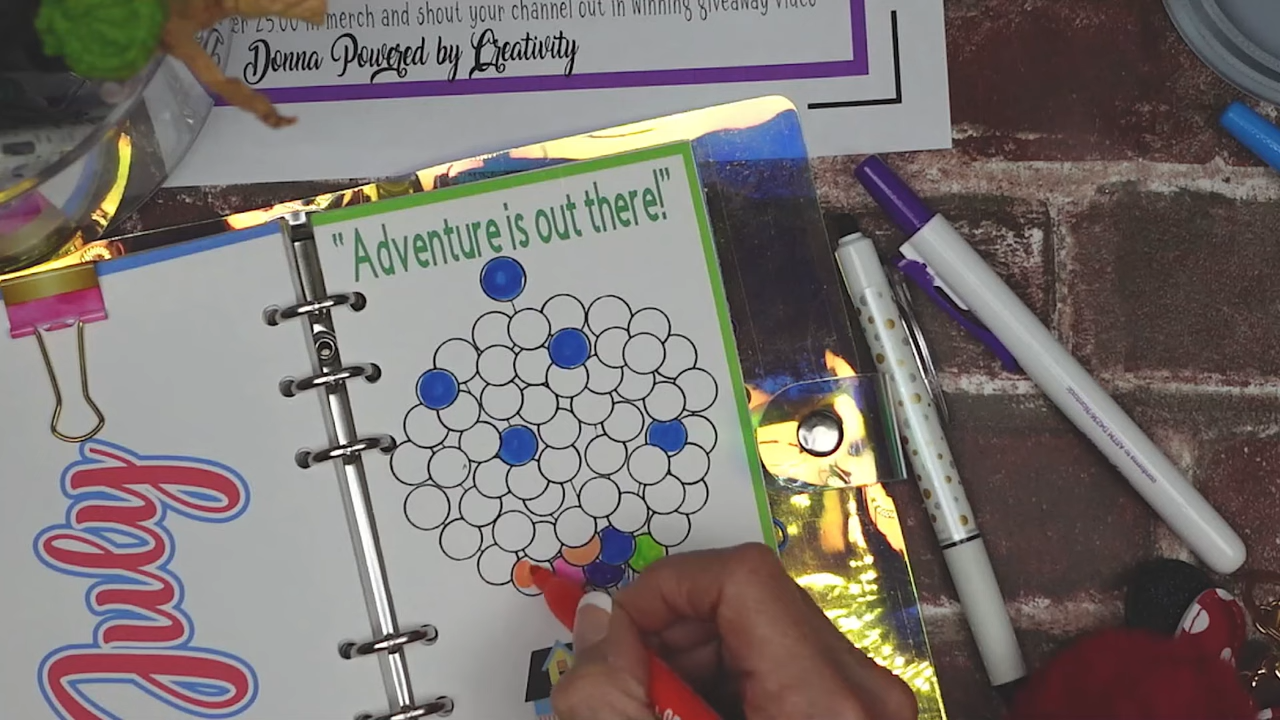 25.00 in merch and shout your channel out in winning giveaway video
Donna Powered by Creativity
"Adventure is out there!"
July